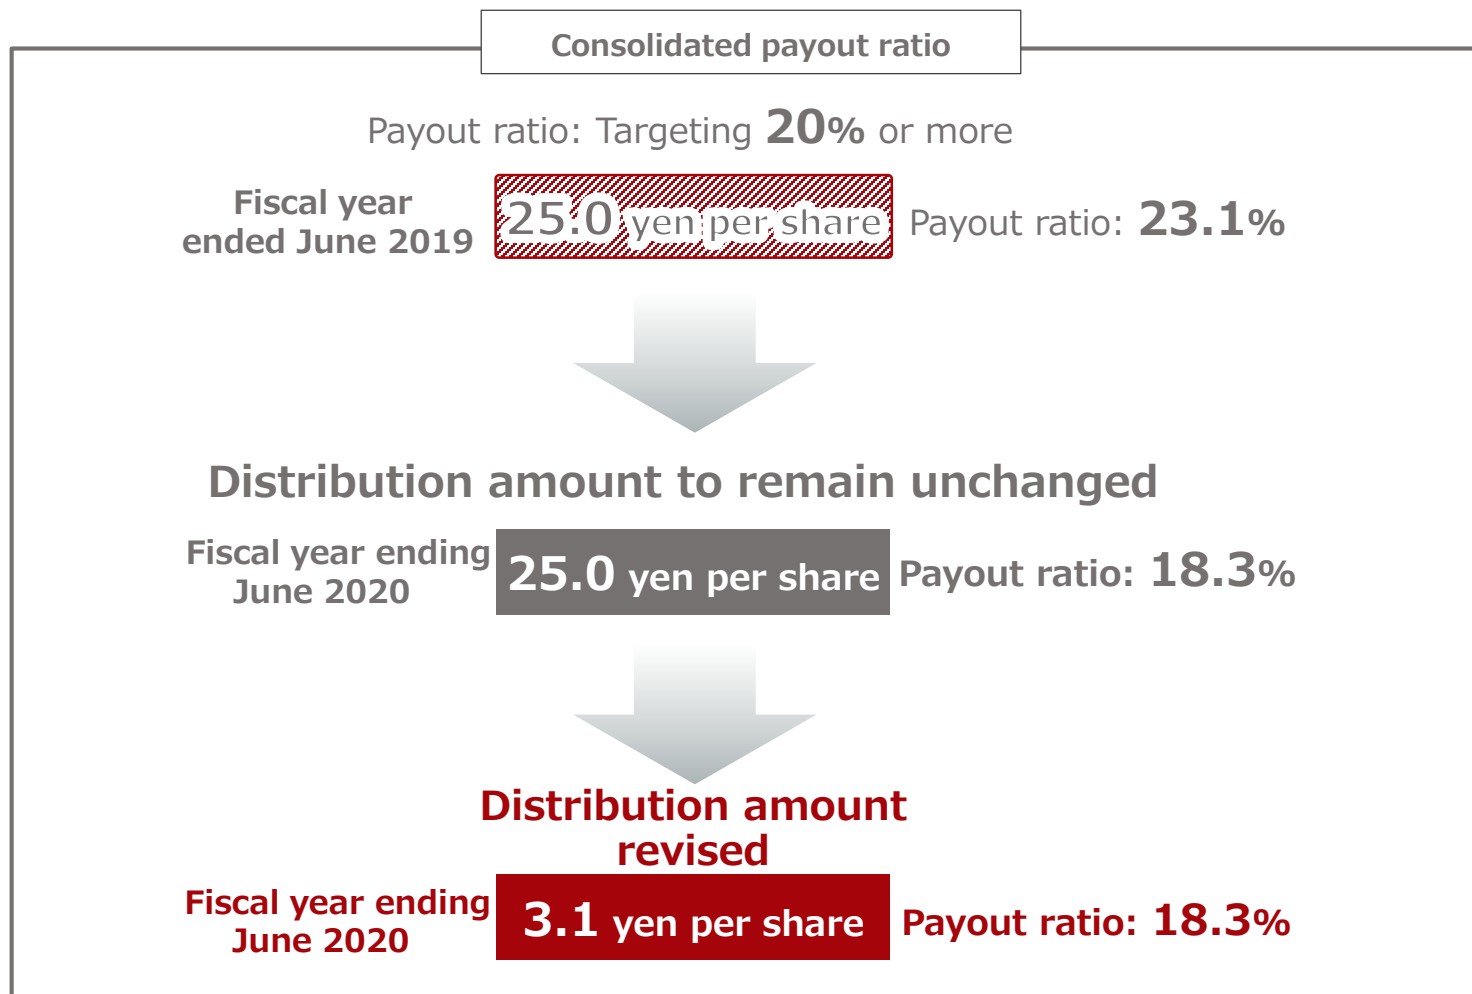 Consolidated payout ratio
Payout ratio: Targeting 20% or more
Fiscal year
ended June 2019
25.0 yen per share
Payout ratio: 23.1%
Distribution amount to remain unchanged
Fiscal year ending
June 2020
25.0 yen per share
Payout ratio: 18.3%
Distribution amount
revised
Fiscal year ending
June 2020
3.1 yen per share
Payout ratio: 18.3%